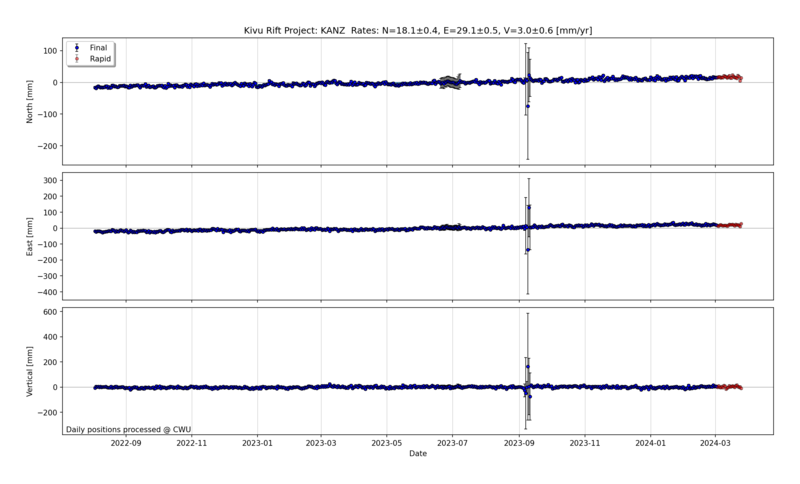 Kivu Rift Project: KANZ Rates: N=18.1±0.4, E=29.1±0.5, V=3.0±0.6 [mm/yr]
Final
Rapid
100
0
−100
−200
North [mm]
300
200
100
0
−100
−200
−300
−400
East [mm]
600
400
200
0
−200
Vertical [mm]
Daily positions processed @ CWU
2022-09 2022-11 2023-01 2023-03 2023-05 2023-07 2023-09 2023-11 2024-01 2024-03
Date